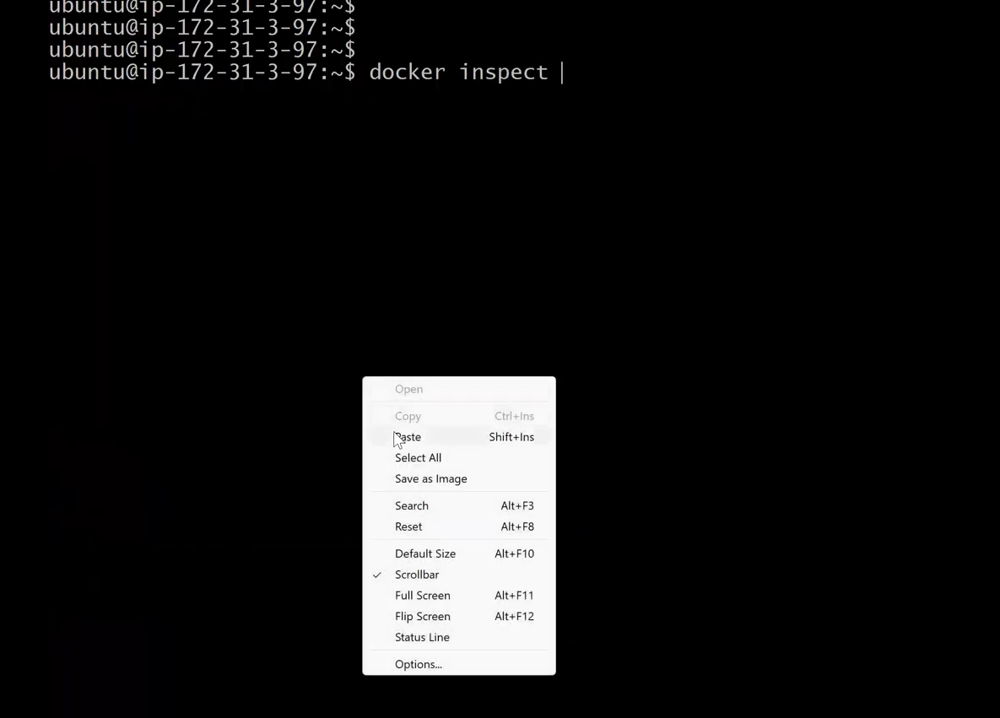 ubuntu@ip-172-31-3-97:~$
ubuntu@ip-172-31-3-97:~$
ubuntu@ip-172-31-3-97:~$
ubuntu@ip-172-31-3-97:~$ docker inspect
Open
Copy Ctrl+Ins
Paste Shift+Ins
Select All
Save as Image
Search Alt+F3
Reset Alt+F8
Default Size Alt+F10
Scrollbar
Full Screen Alt+F11
Flip Screen Alt+F12
Status Line
Options...